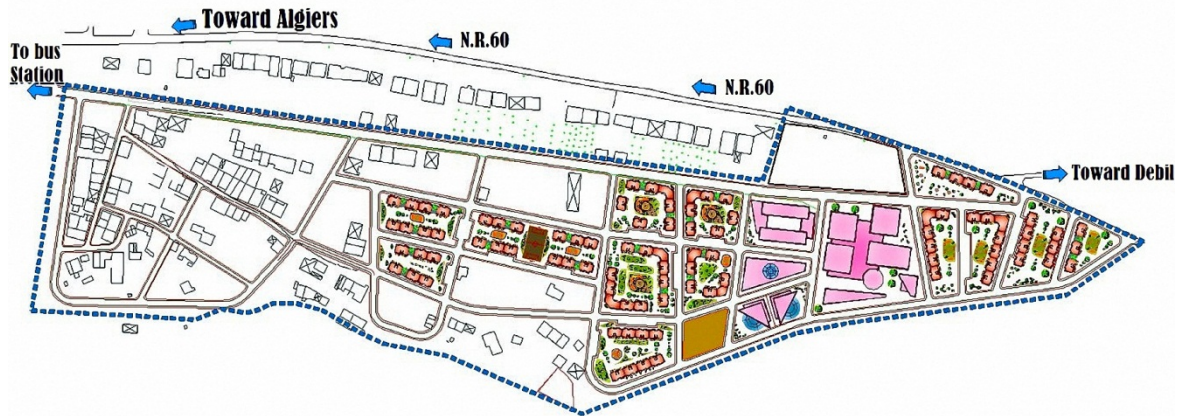 Toward Algiers
N.R.60
To bus
Station
N.R.60
Toward Debil